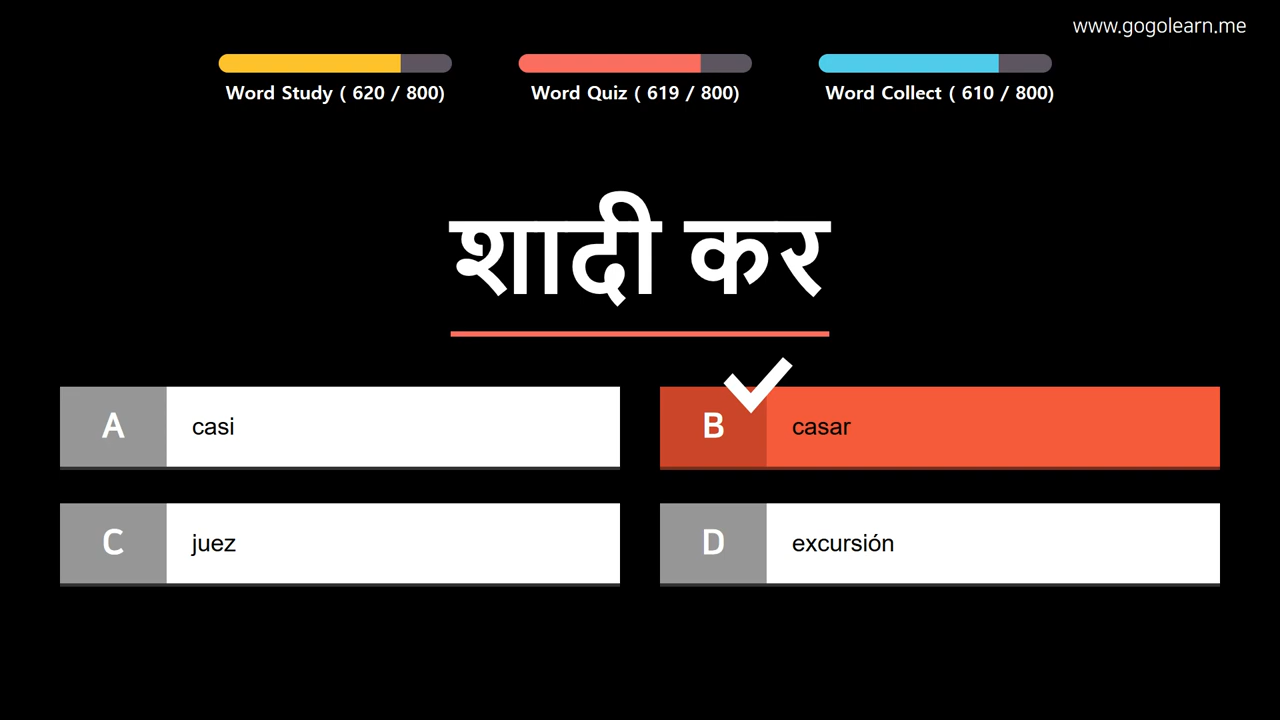 www.gogolearn.me
Word Study ( 620 / 800)
Word Quiz ( 619 / 800)
Word Collect ( 610 / 800)
शादी कर
A casi
B casar
C juez
D excursión